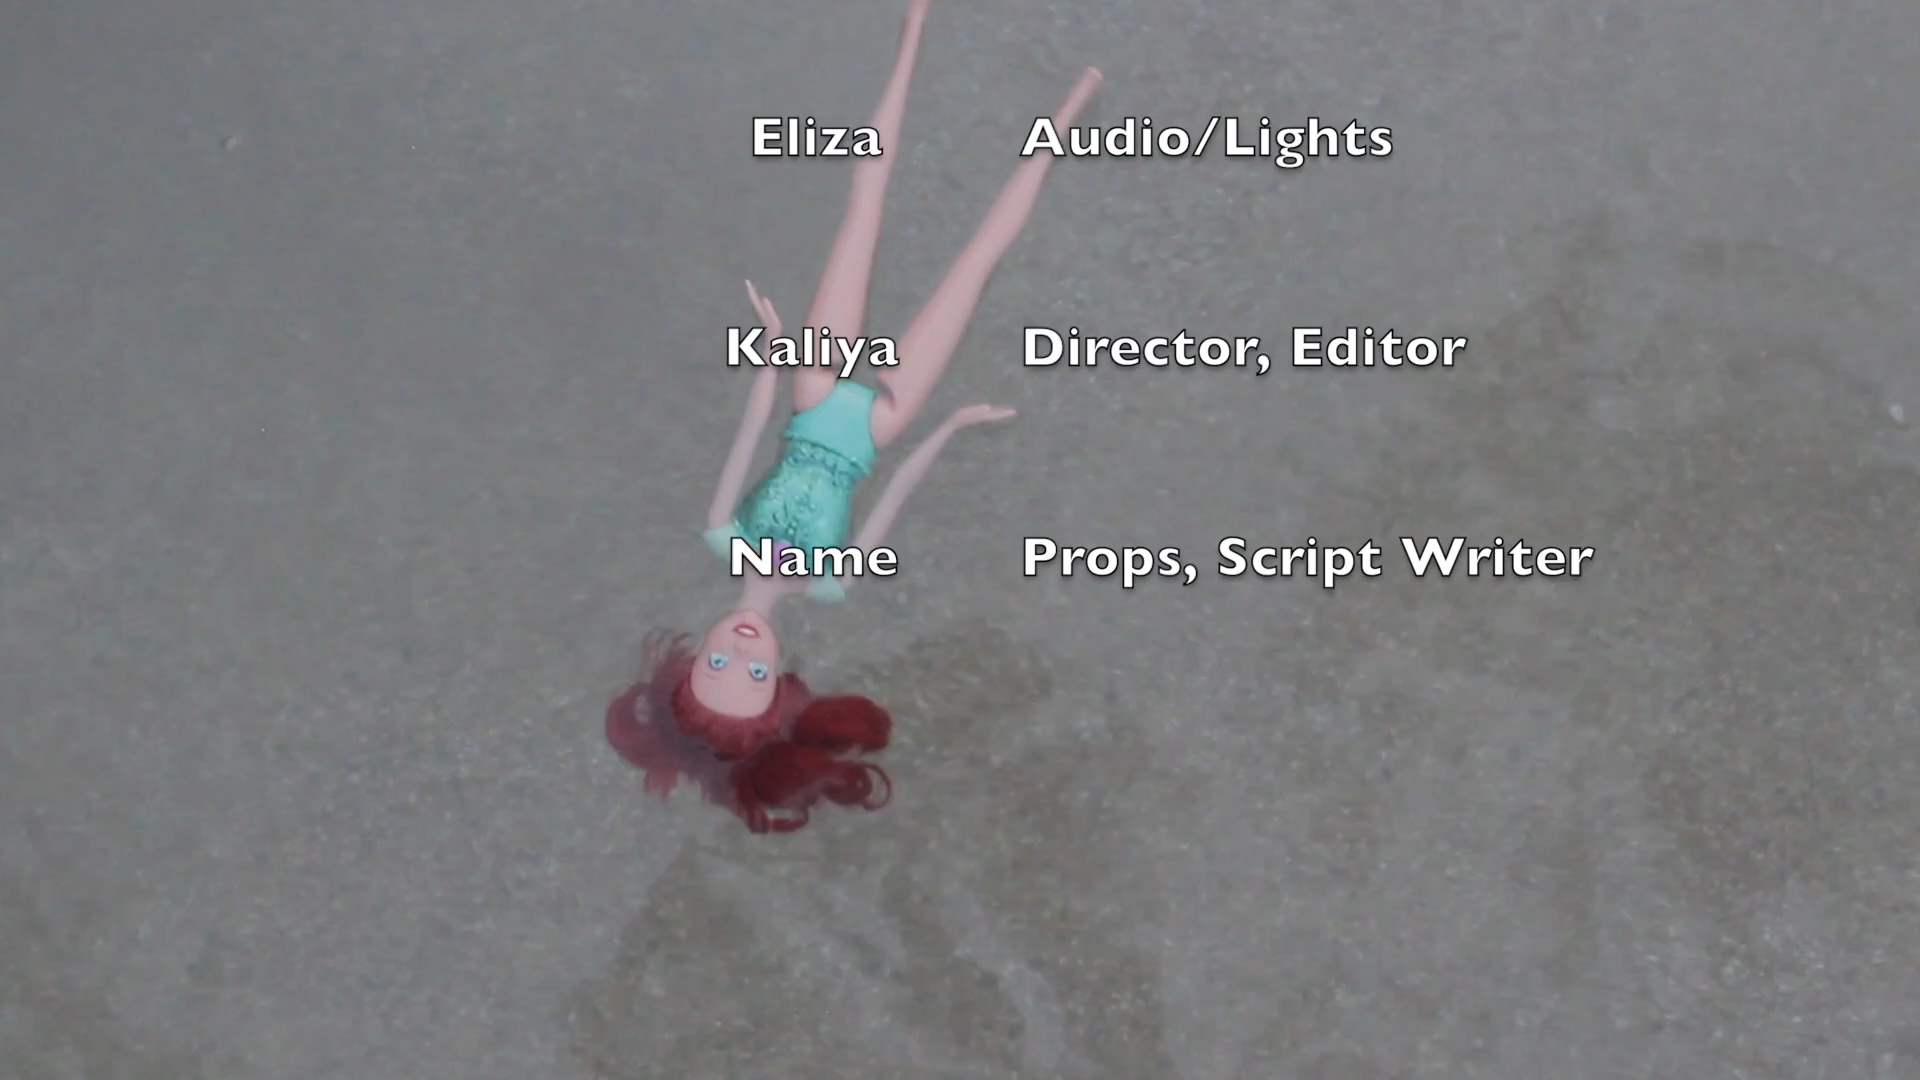 Eliza Audio/Lights
Kaliya Director, Editor
Name Props, Script Writer